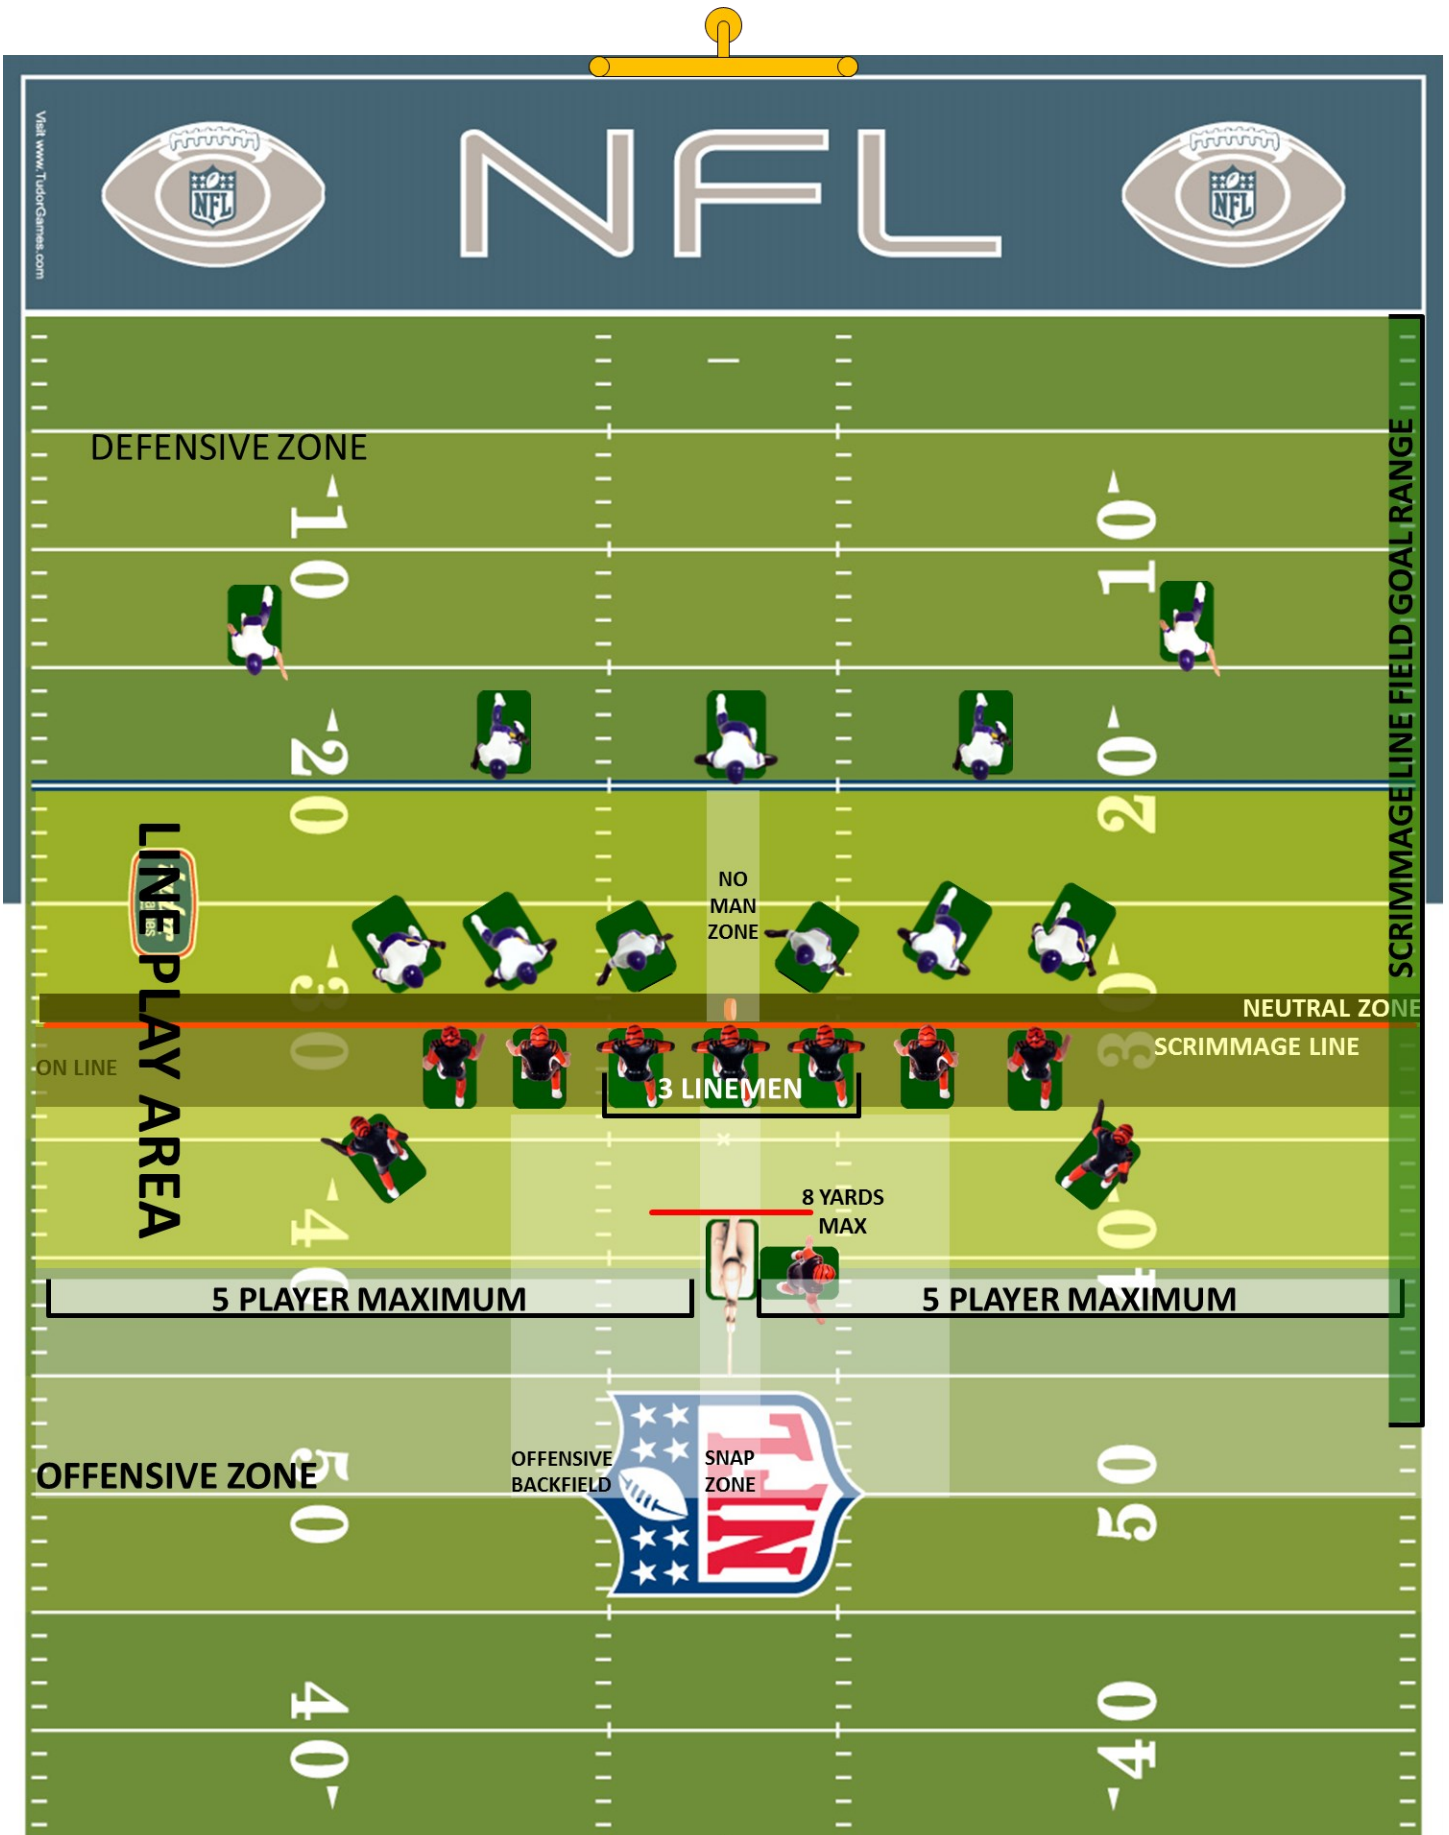 Visit www.TudorGames.com
NFL
NFL
NFL
DEFENSIVE ZONE
10
10
SCRIMMAGE LINE FIELD GOAL RANGE
20
20
LINE PLAY AREA
NO
MAN
ZONE
30
30
NEUTRAL ZONE
SCRIMMAGE LINE
ON LINE
3 LINEMEN
8 YARDS
MAX
40
40
5 PLAYER MAXIMUM
5 PLAYER MAXIMUM
OFFENSIVE ZONE
OFFENSIVE
BACKFIELD
SNAP
ZONE
NFL
50
50
40
40